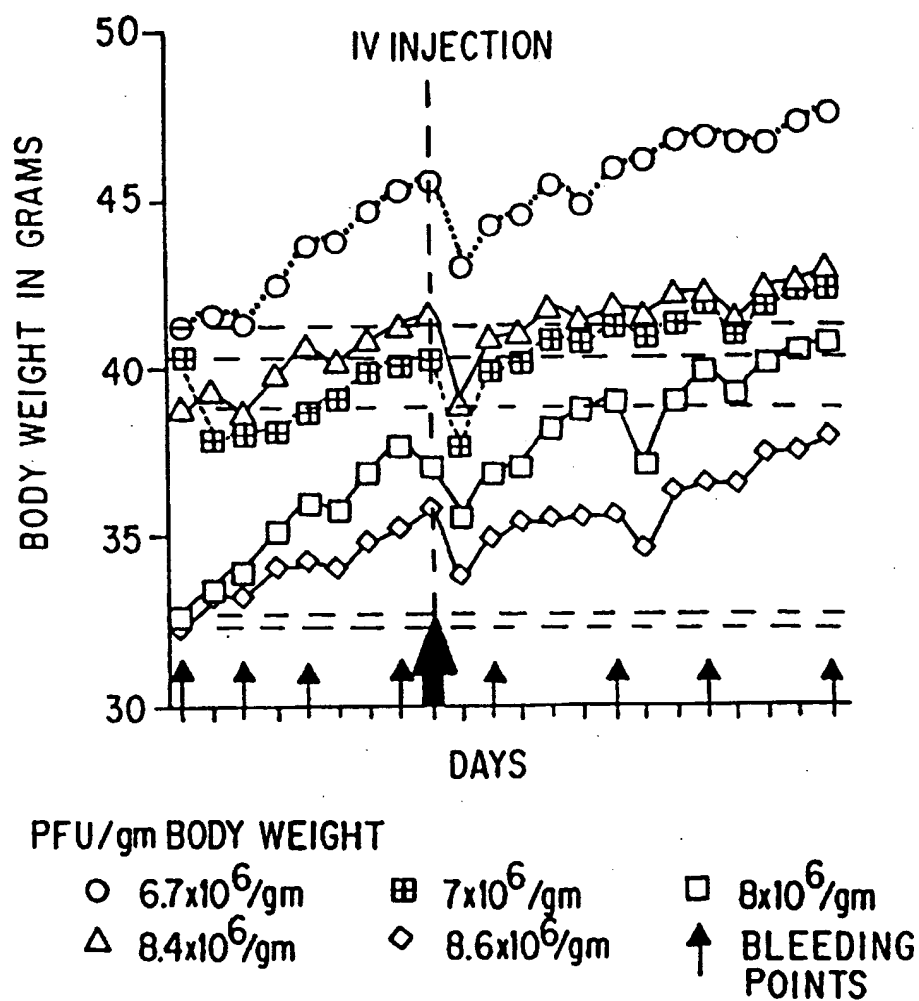 IV INJECTION
BODY WEIGHT IN GRAMS
50
45
40
35
30
DAYS
PFU/gm BODY WEIGHT
6.7x10⁶/gm 7x10⁶/gm 8x10⁶/gm
8.4x10⁶/gm 8.6x10⁶/gm BLEEDING
POINTS